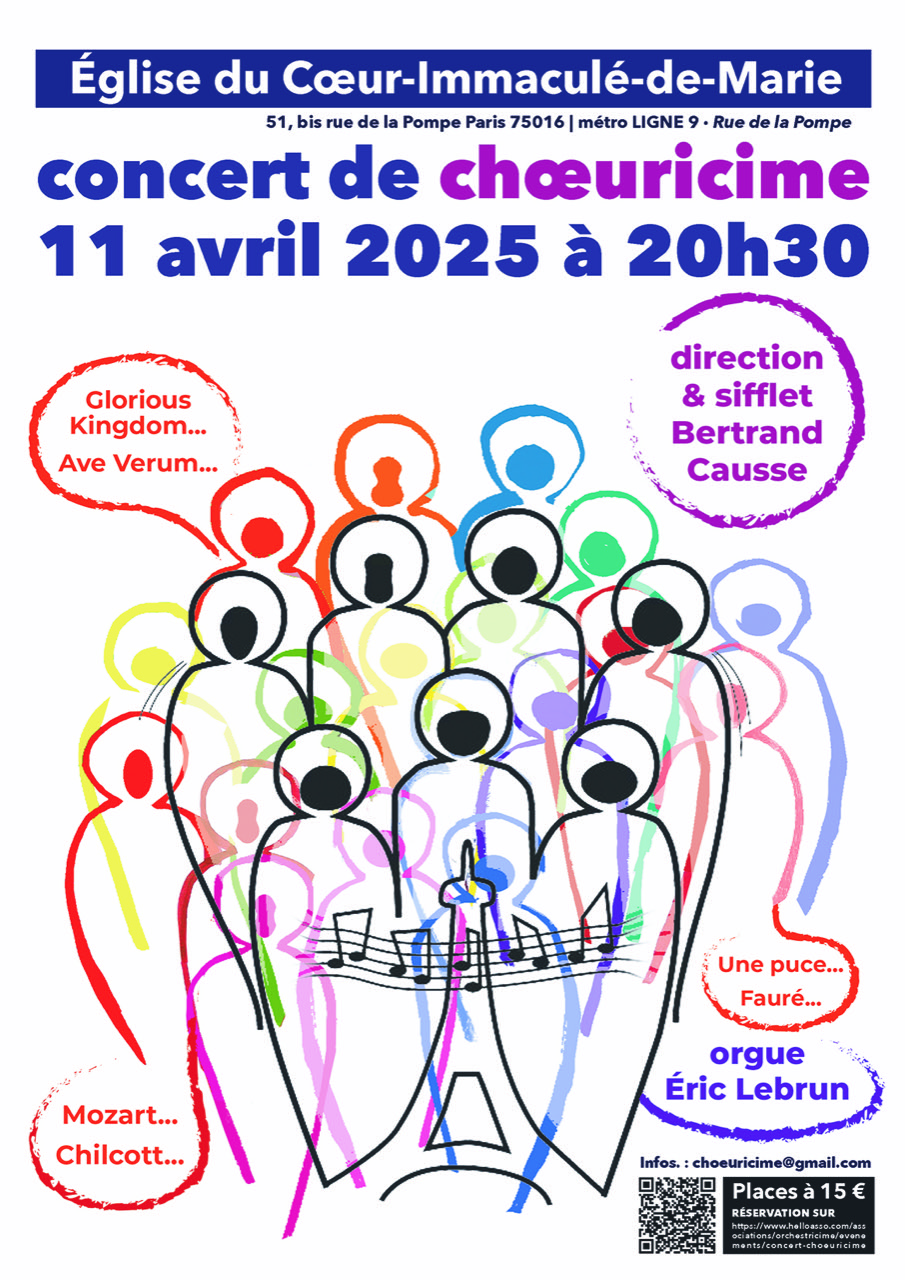 Église du Cœur-Immaculé-de-Marie
51, bis rue de la Pompe Paris 75016 | métro LIGNE 9 · Rue de la Pompe
concert de chœuricime
11 avril 2025 à 20h30
direction
& sifflet
Bertrand
Causse
Glorious
Kingdom...
Ave Verum...
Une puce...
Fauré...
orgue
Éric Lebrun
Mozart...
Chilcott...
Infos. : choeuricime@gmail.com
Places à 15 €
RÉSERVATION SUR
https://www.helloasso.com/ass
ociations/orchestricime/evene
ments/concert-choeuricime